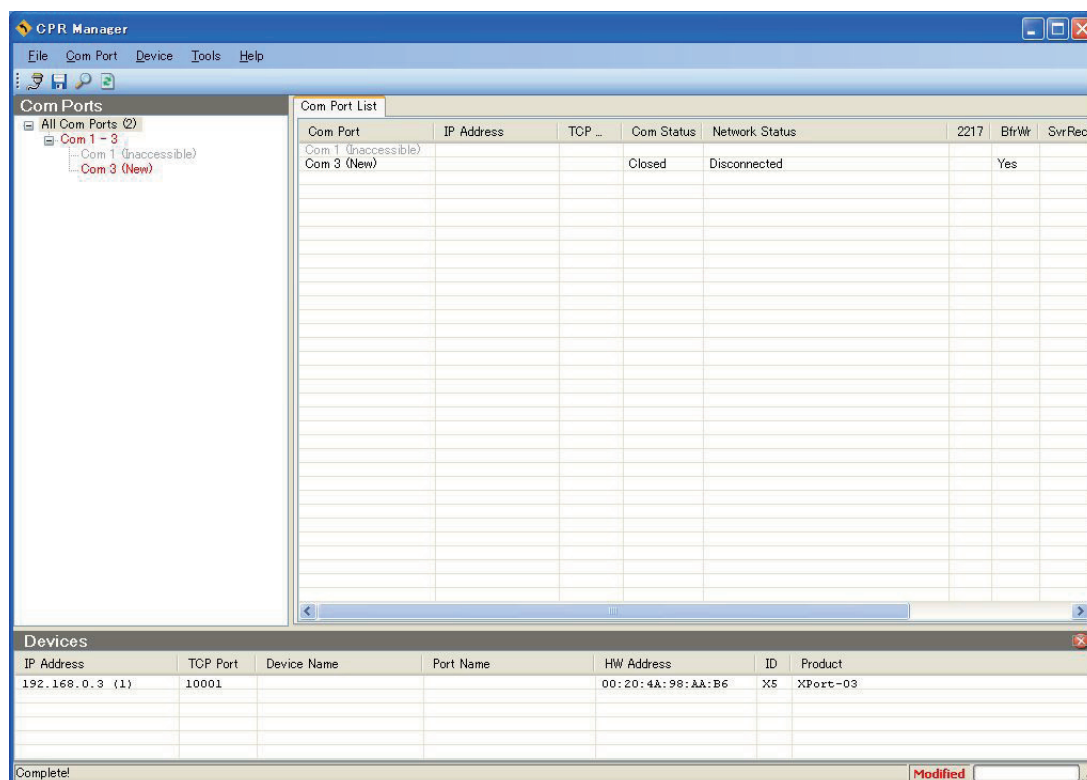 CPR Manager
File Com Port Device Tools Help
Com Ports
All Com Ports (2)
Com 1 - 3
Com 1 (Inaccessible)
Com 3 (New)
Com Port List
Com Port IP Address TCP ... Com Status Network Status 2217 BfrWr SvrRec
Com 1 (Inaccessible)
Com 3 (New) Closed Disconnected Yes
Devices
IP Address TCP Port Device Name Port Name HW Address ID Product
192.168.0.3 (1) 10001 00:20:4A:98:AA:B6 X5 XPort-03
Complete! Modified